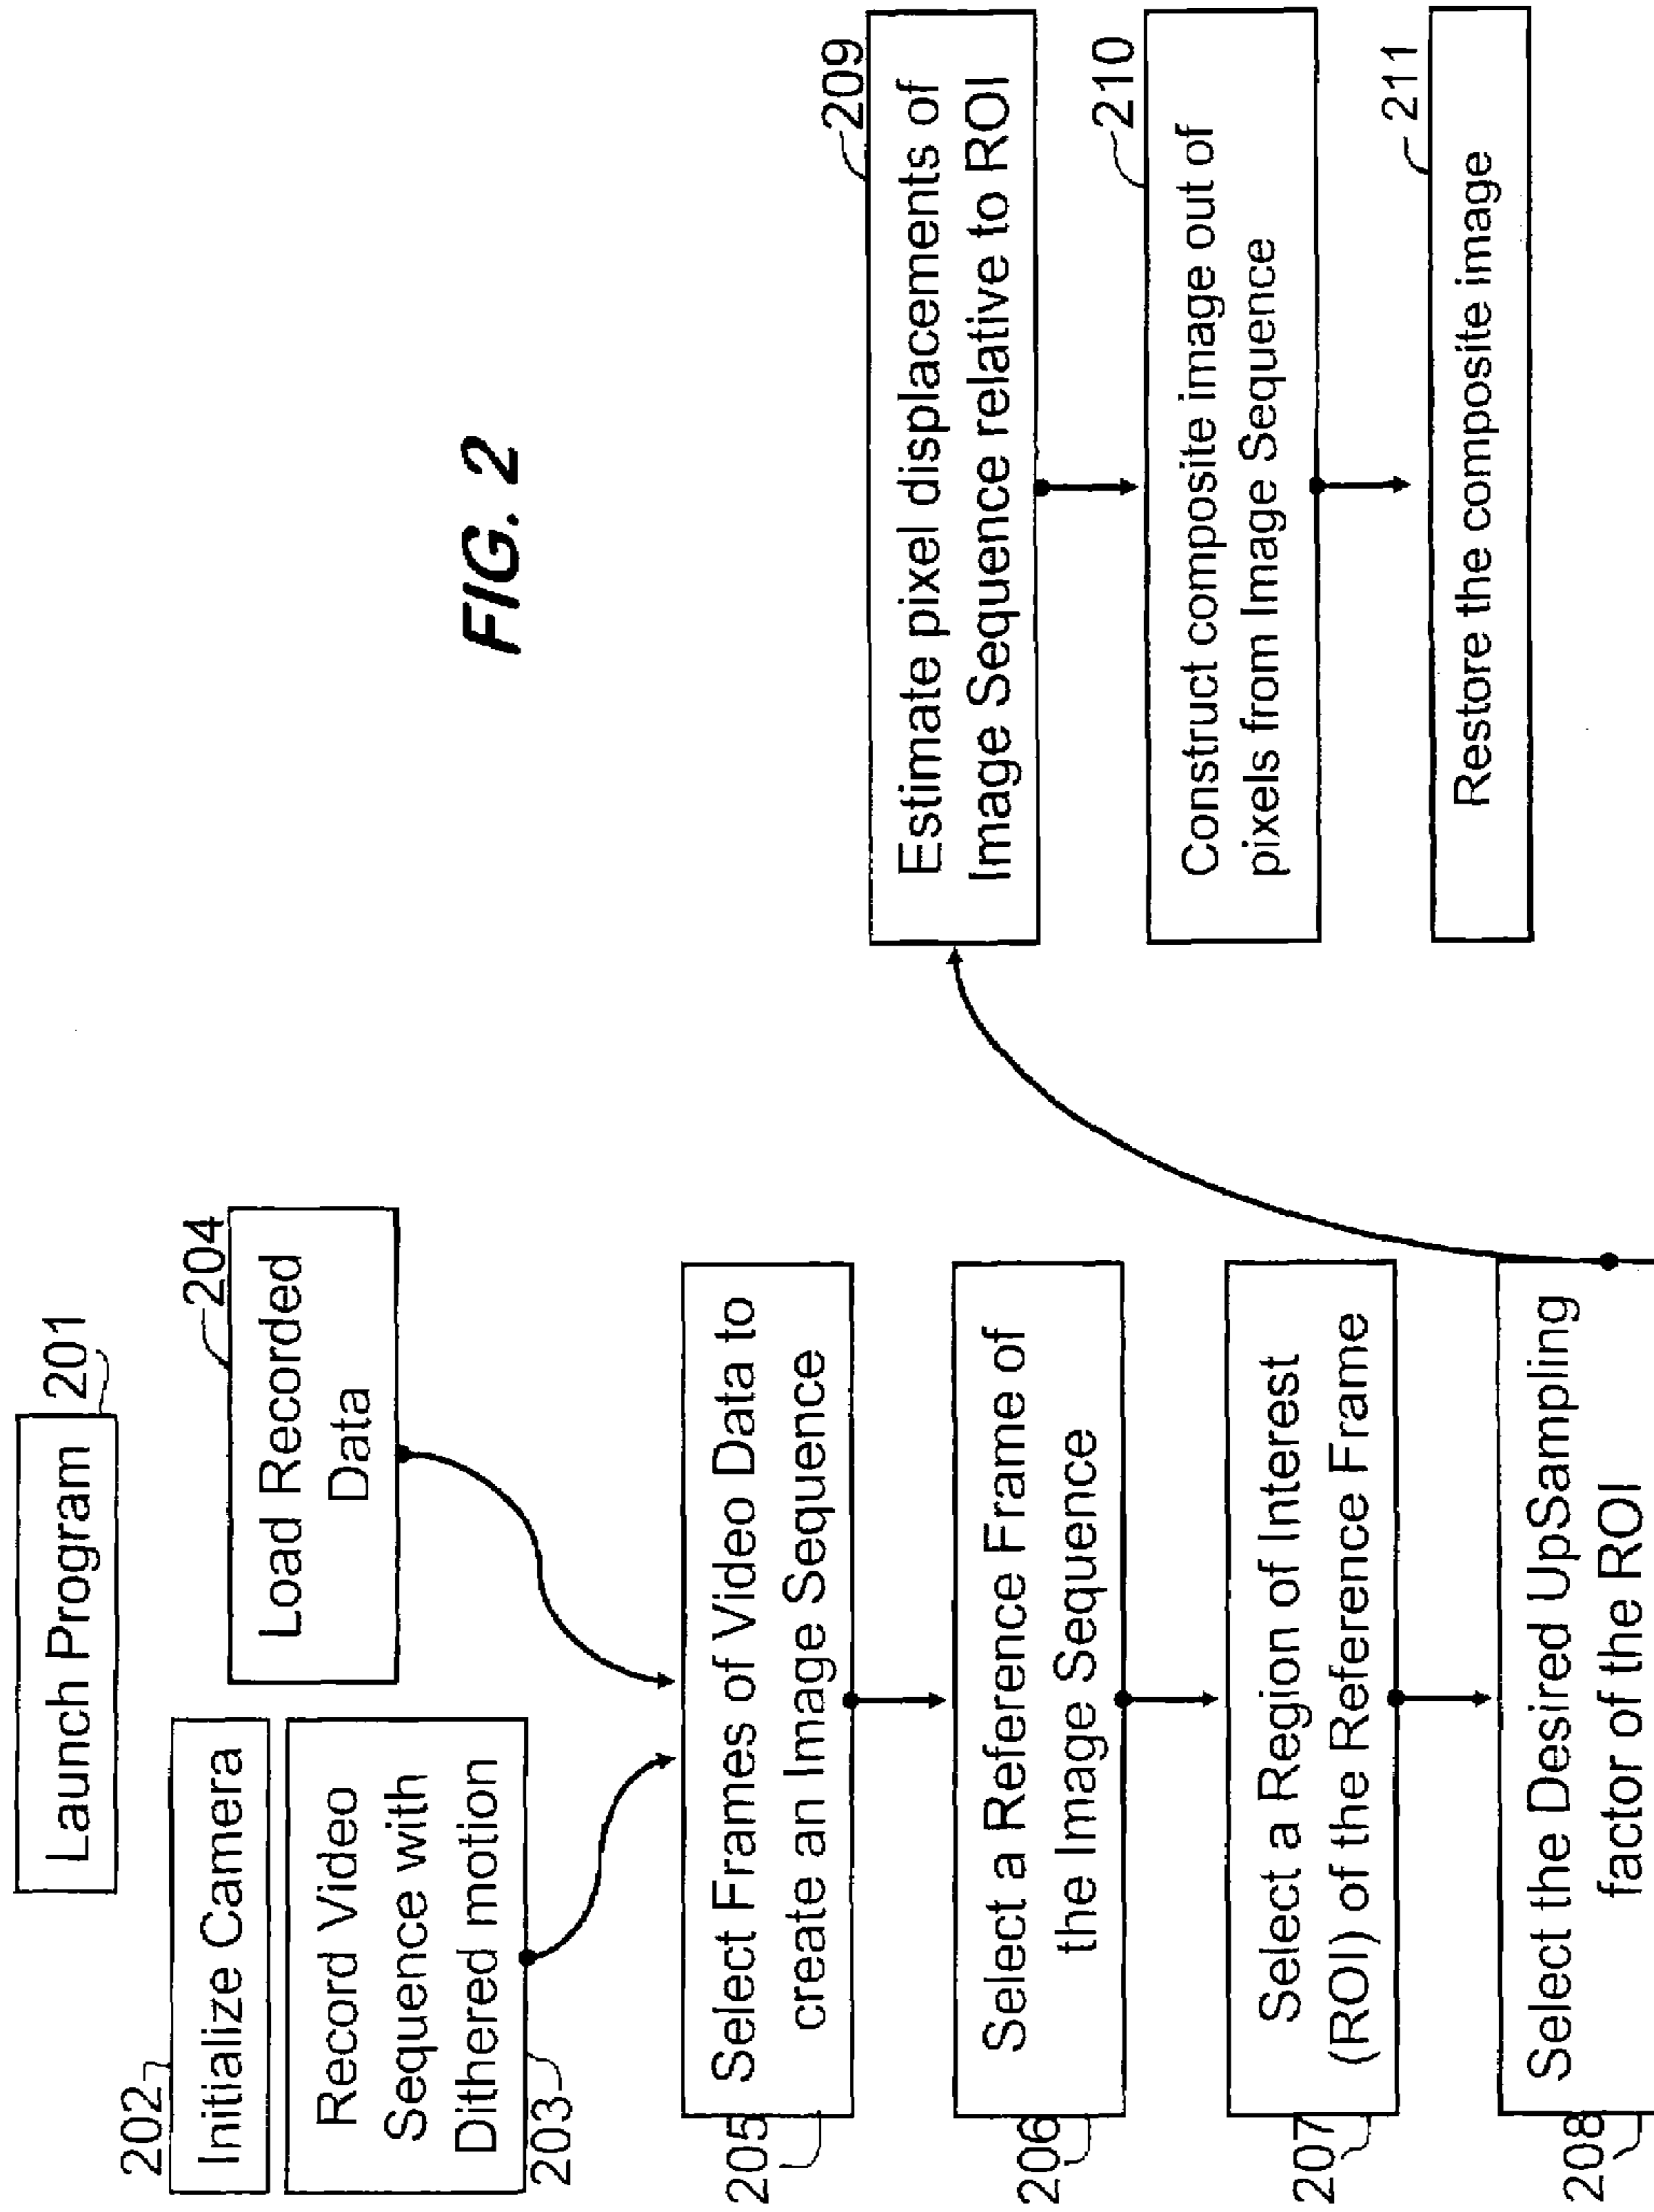 Launch Program
201
202
Initialize Camera
Record Video
Sequence with
Dithered motion
203
204
Load Recorded
Data
205
Select Frames of Video Data to
create an Image Sequence
206
Select a Reference Frame of
the Image Sequence
207
Select a Region of Interest
(ROI) of the Reference Frame
208
Select the Desired UpSampling
factor of the ROI
FIG. 2
209
Estimate pixel displacements of
Image Sequence relative to ROI
210
Construct composite image out of
pixels from Image Sequence
211
Restore the composite image